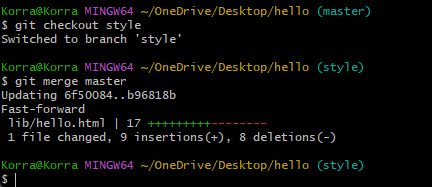 Korra@Korra MINGW64 ~/OneDrive/Desktop/hello (master)
$ git checkout style
Switched to branch 'style'
Korra@Korra MINGW64 ~/OneDrive/Desktop/hello (style)
$ git merge master
Updating 6f50084..b96818b
Fast-forward
 lib/hello.html | 17 +++++++++--------
 1 file changed, 9 insertions(+), 8 deletions(-)
Korra@Korra MINGW64 ~/OneDrive/Desktop/hello (style)
$